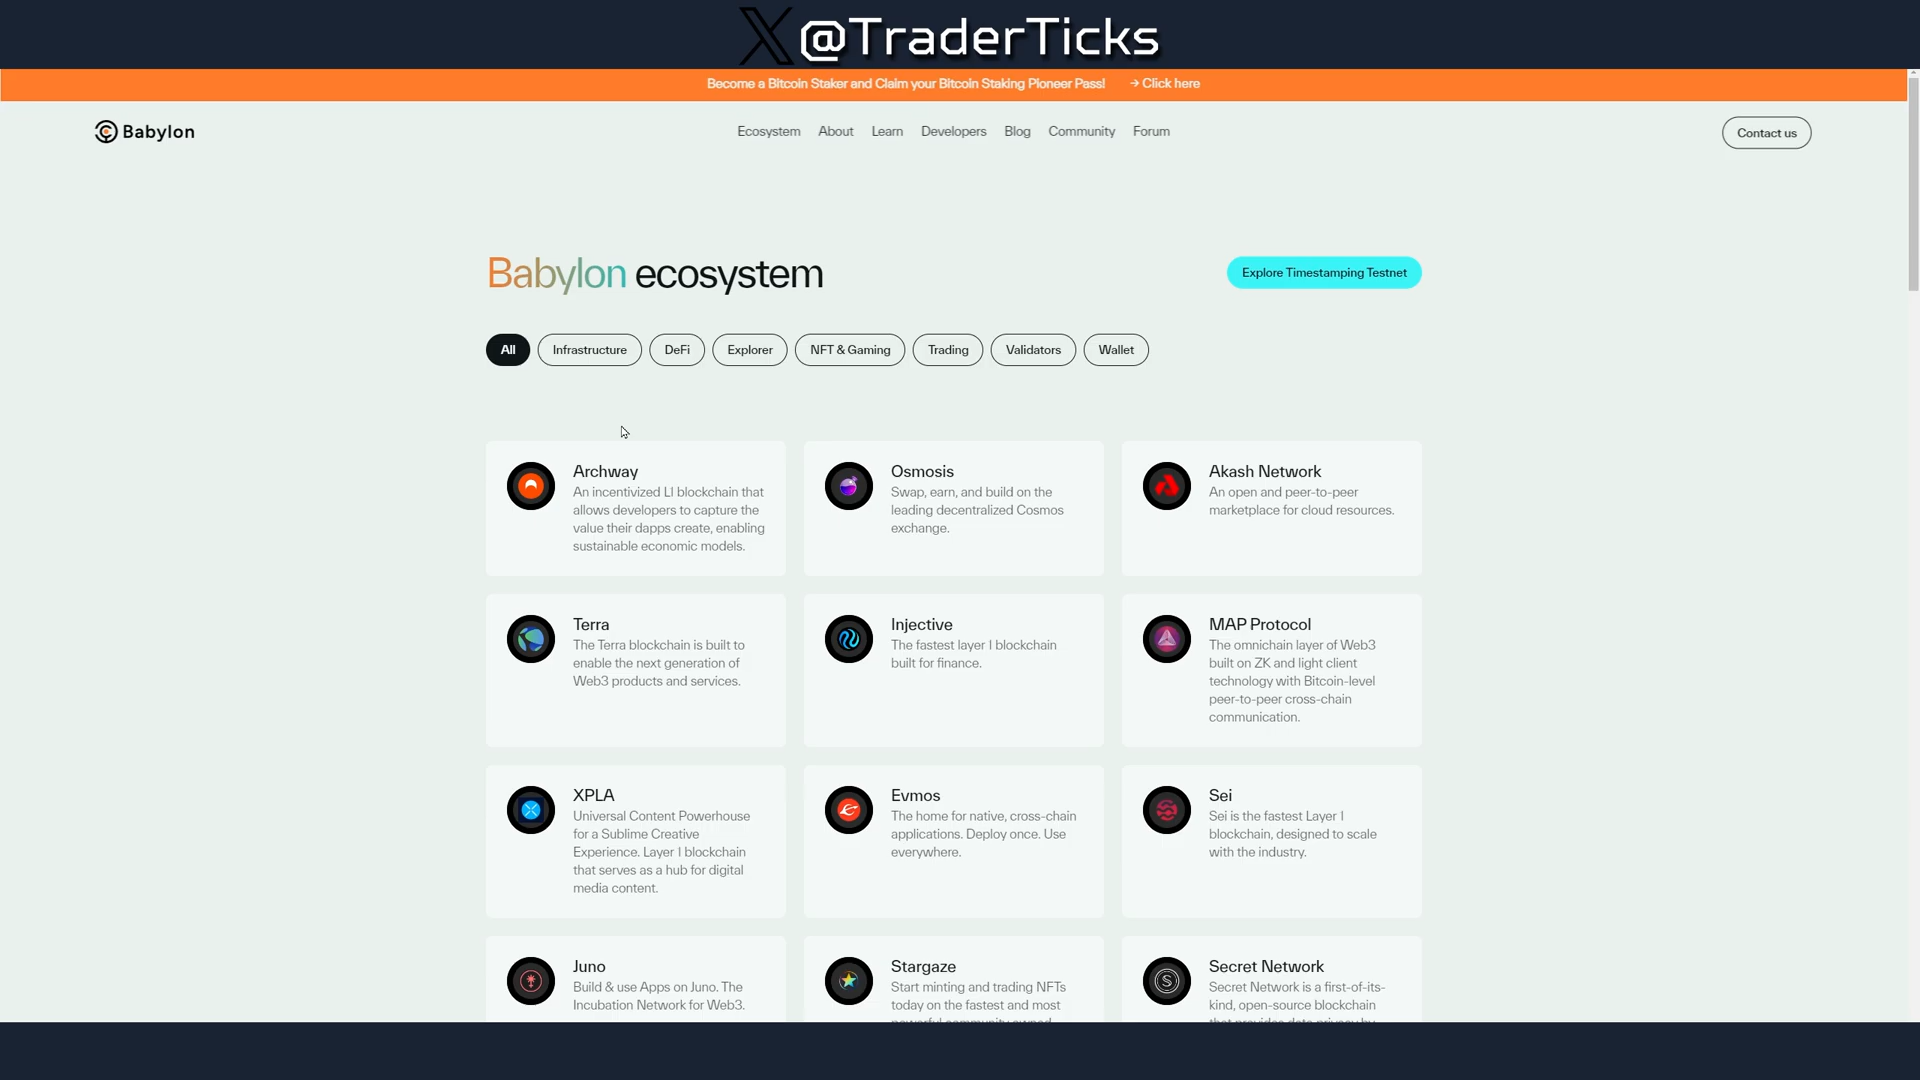 @TraderTicks
Become a Bitcoin Staker and Claim your Bitcoin Staking Pioneer Pass! → Click here
Babylon
Ecosystem About Learn Developers Blog Community Forum
Contact us
Babylon ecosystem
Explore Timestamping Testnet
All Infrastructure DeFi Explorer NFT & Gaming Trading Validators Wallet
Archway
An incentivized L1 blockchain that
allows developers to capture the
value their dapps create, enabling
sustainable economic models.
Osmosis
Swap, earn, and build on the
leading decentralized Cosmos
exchange.
Akash Network
An open and peer-to-peer
marketplace for cloud resources.
Terra
The Terra blockchain is built to
enable the next generation of
Web3 products and services.
Injective
The fastest layer 1 blockchain
built for finance.
MAP Protocol
The omnichain layer of Web3
built on ZK and light client
technology with Bitcoin-level
peer-to-peer cross-chain
communication.
XPLA
Universal Content Powerhouse
for a Sublime Creative
Experience. Layer 1 blockchain
that serves as a hub for digital
media content.
Evmos
The home for native, cross-chain
applications. Deploy once. Use
everywhere.
Sei
Sei is the fastest Layer 1
blockchain, designed to scale
with the industry.
Juno
Build & use Apps on Juno. The
Incubation Network for Web3.
Stargaze
Start minting and trading NFTs
today on the fastest and most
powerful community owned
Secret Network
Secret Network is a first-of-its-
kind, open-source blockchain
that provides data privacy by